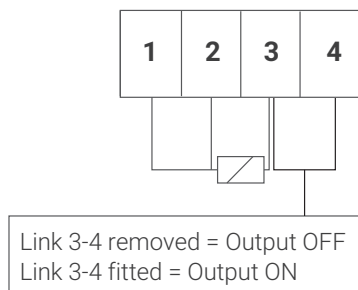 1 2 3 4
Link 3-4 removed = Output OFF
Link 3-4 fitted = Output ON